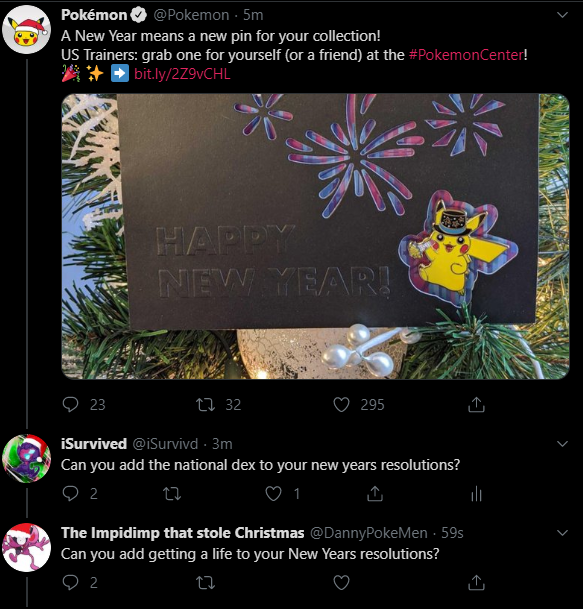 Pokémon @Pokemon · 5m
A New Year means a new pin for your collection!
US Trainers: grab one for yourself (or a friend) at the #PokemonCenter!
🎉 ✨ ➡️ bit.ly/2Z9vCHL
HAPPY
NEW YEAR!
23 32 295
iSurvived @iSurvivd · 3m
Can you add the national dex to your new years resolutions?
2 1
The Impidimp that stole Christmas @DannyPokeMen · 59s
Can you add getting a life to your New Years resolutions?
2